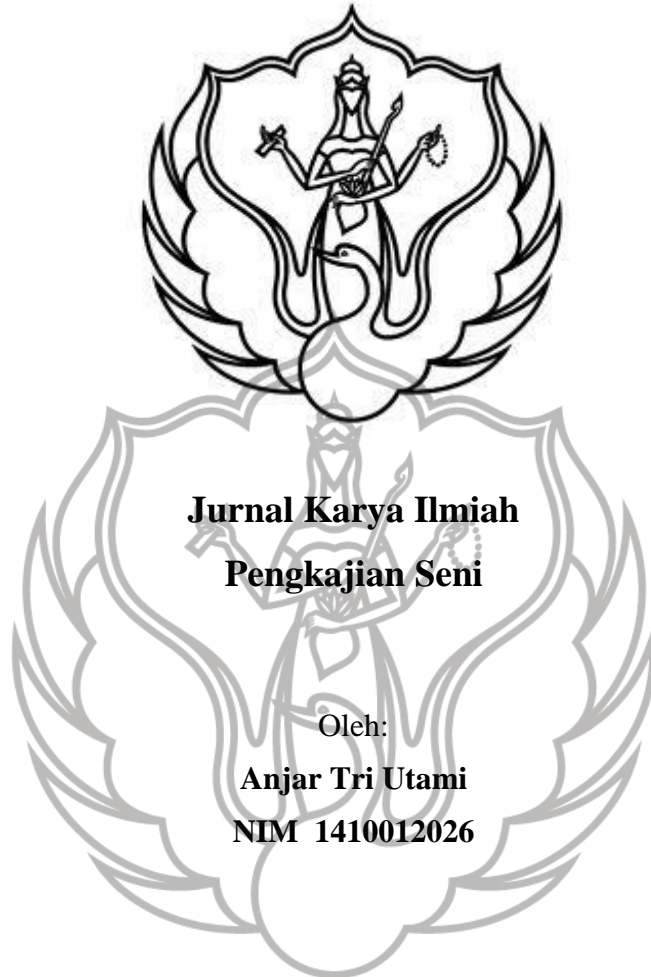 Jurnal Karya Ilmiah
Pengkajian Seni
Oleh:
Anjar Tri Utami
NIM 1410012026